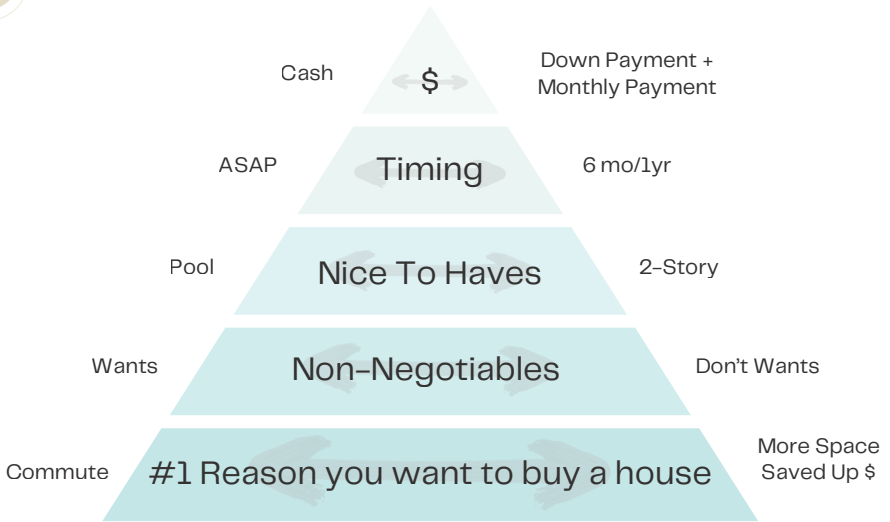 Cash
$
Down Payment +
Monthly Payment
ASAP
Timing
6 mo/1yr
Pool
Nice To Haves
2-Story
Wants
Non-Negotiables
Don't Wants
Commute
#1 Reason you want to buy a house
More Space
Saved Up $